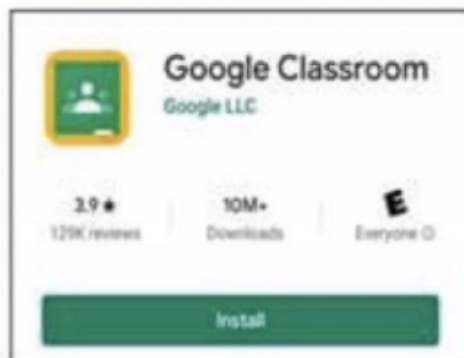 Google Classroom
Google LLC
3.9★ 10M+ E
129K reviews Downloads Everyone ⓘ
Install